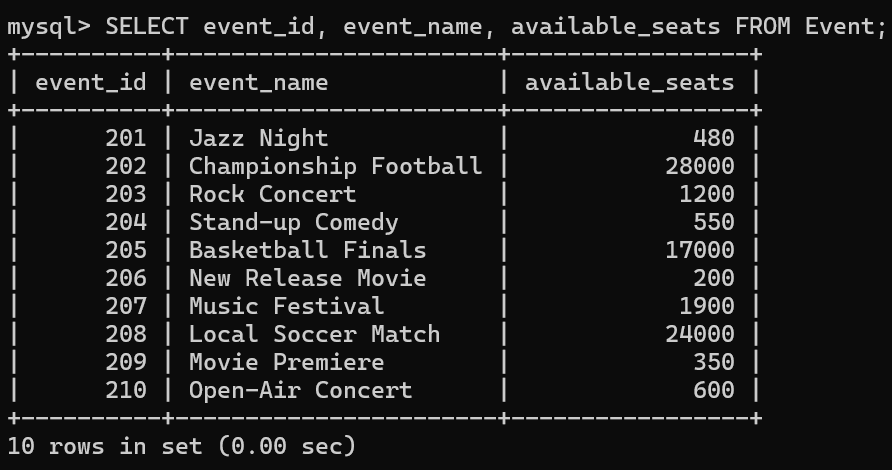 mysql> SELECT event_id, event_name, available_seats FROM Event;
+----------+-----------------------+-----------------+
| event_id | event_name            | available_seats |
+----------+-----------------------+-----------------+
|      201 | Jazz Night            |             480 |
|      202 | Championship Football |           28000 |
|      203 | Rock Concert          |            1200 |
|      204 | Stand-up Comedy       |             550 |
|      205 | Basketball Finals     |           17000 |
|      206 | New Release Movie     |             200 |
|      207 | Music Festival        |            1900 |
|      208 | Local Soccer Match    |           24000 |
|      209 | Movie Premiere        |             350 |
|      210 | Open-Air Concert      |             600 |
+----------+-----------------------+-----------------+
10 rows in set (0.00 sec)